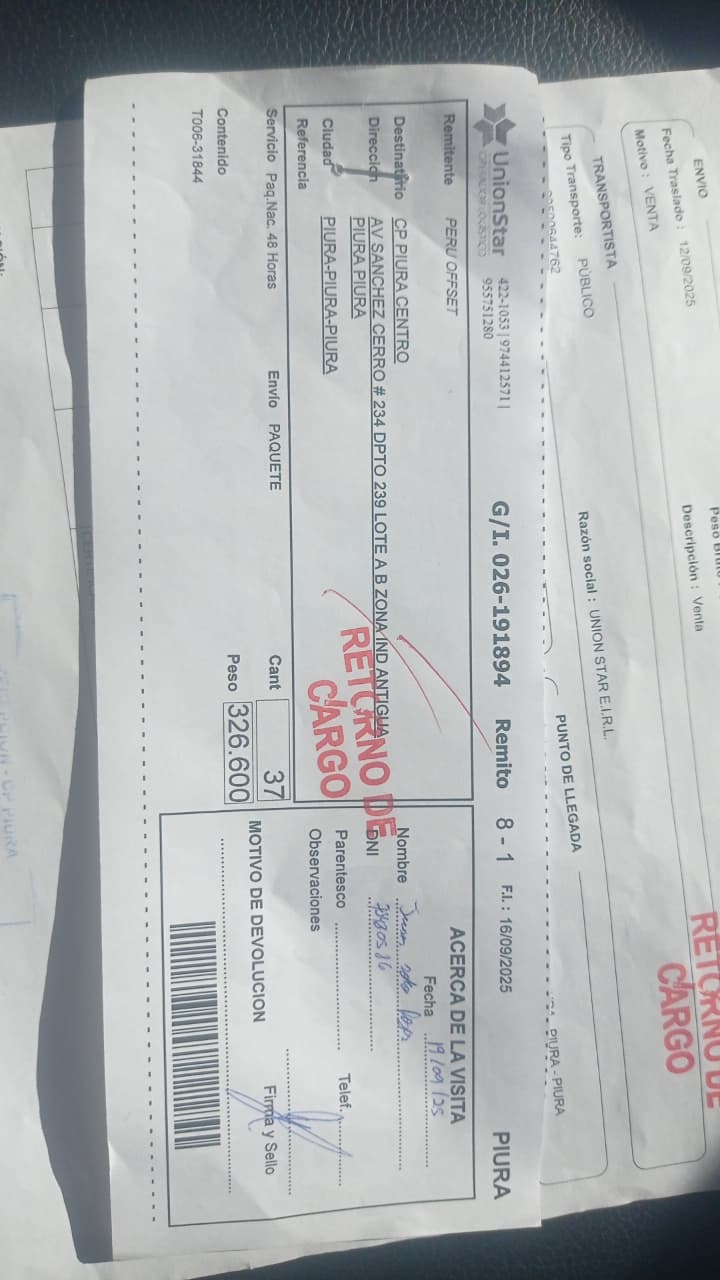 UnionStar 422-1053 | 974412571 | G/I. 026-191894 Remito 8 - 1 F.I.: 16/09/2025 PIURA
OPERADOR LOGISTICO 955751280
Remitente PERU OFFSET
Destinatario CP PIURA CENTRO
Dirección AV SANCHEZ CERRO # 234 DPTO 239 LOTE A B ZONA IND ANTIGUA
PIURA PIURA
Ciudad PIURA-PIURA-PIURA
Referencia
RETORNO DE
CARGO
Servicio Paq.Nac. 48 Horas Envío PAQUETE Cant 37
Peso 326.600
Contenido
T006-31844
ACERCA DE LA VISITA
Fecha 19/09/25
Nombre Juan
DNI
Parentesco Telef.
Observaciones
Firma y Sello
MOTIVO DE DEVOLUCION
ENVIO
Fecha Traslado : 12/09/2025
Descripción : Venta
Motivo : VENTA
TRANSPORTISTA
Tipo Transporte: PÚBLICO
Razón social : UNION STAR E.I.R.L.
PUNTO DE LLEGADA
PIURA - PIURA
RETORNO DE
CARGO
CP PIURA